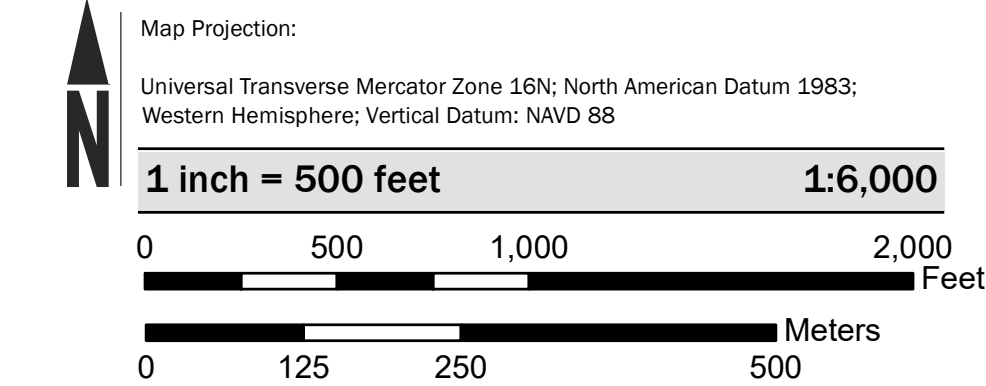 N
Map Projection:
Universal Transverse Mercator Zone 16N; North American Datum 1983;
Western Hemisphere; Vertical Datum: NAVD 88
1 inch = 500 feet 1:6,000
0 500 1,000 2,000
Feet
Meters
0 125 250 500